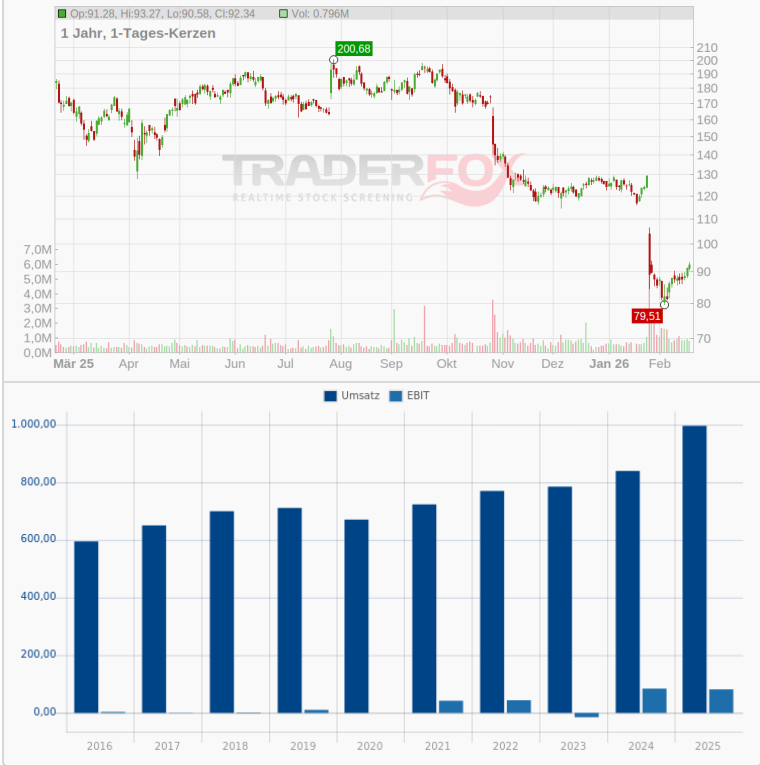 Op:91.28, Hi:93.27, Lo:90.58, Cl:92.34 Vol: 0.796M
1 Jahr, 1-Tages-Kerzen
200,68
210
200
190
180
170
160
150
140
130
120
110
100
90
80
70
TRADERFOX
REALTIME STOCK SCREENING
7,0M
6,0M
5,0M
4,0M
3,0M
2,0M
1,0M
0,0M
79,51
Mär 25 Apr Mai Jun Jul Aug Sep Okt Nov Dez Jan 26 Feb
Umsatz EBIT
1.000,00
800,00
600,00
400,00
200,00
0,00
2016 2017 2018 2019 2020 2021 2022 2023 2024 2025